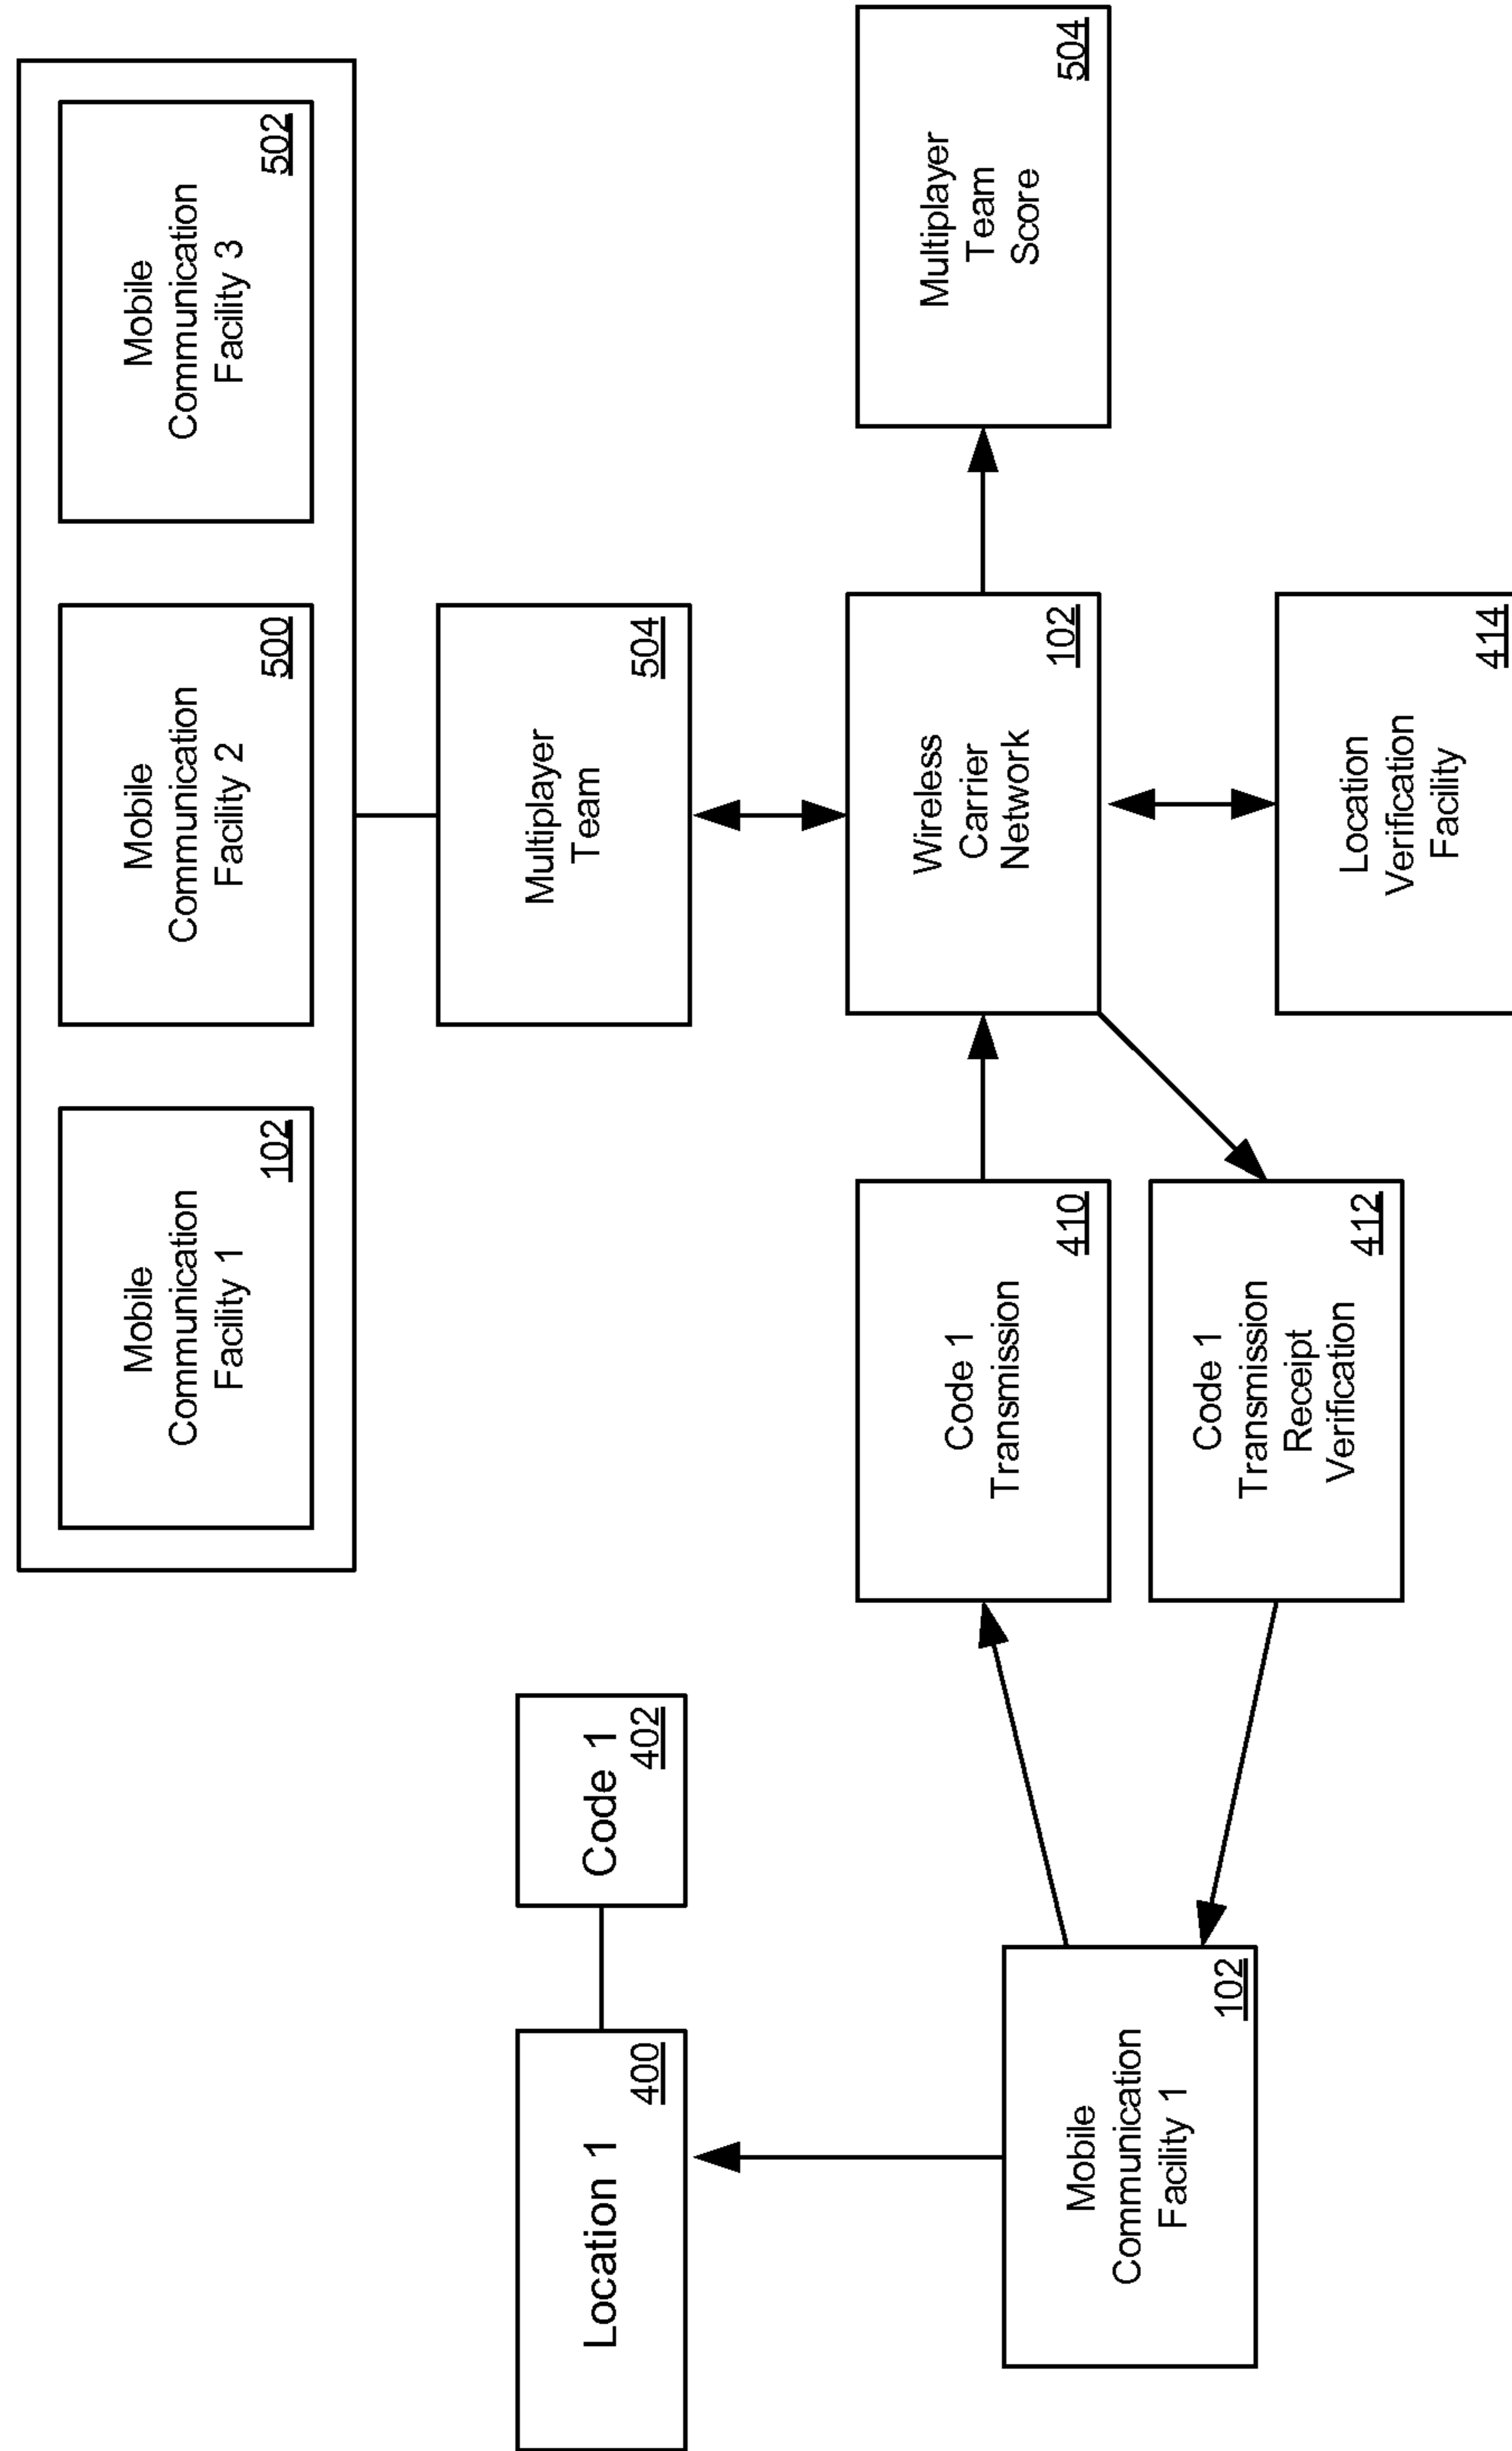 Mobile
Communication
Facility 1
102
Mobile
Communication
Facility 2
500
Mobile
Communication
Facility 3
502
Multiplayer
Team
504
Location 1
400
Code 1
402
Code 1
Transmission
410
Wireless
Carrier
Network
102
Multiplayer
Team
Score
504
Mobile
Communication
Facility 1
102
Code 1
Transmission
Receipt
Verification
412
Location
Verification
Facility
414